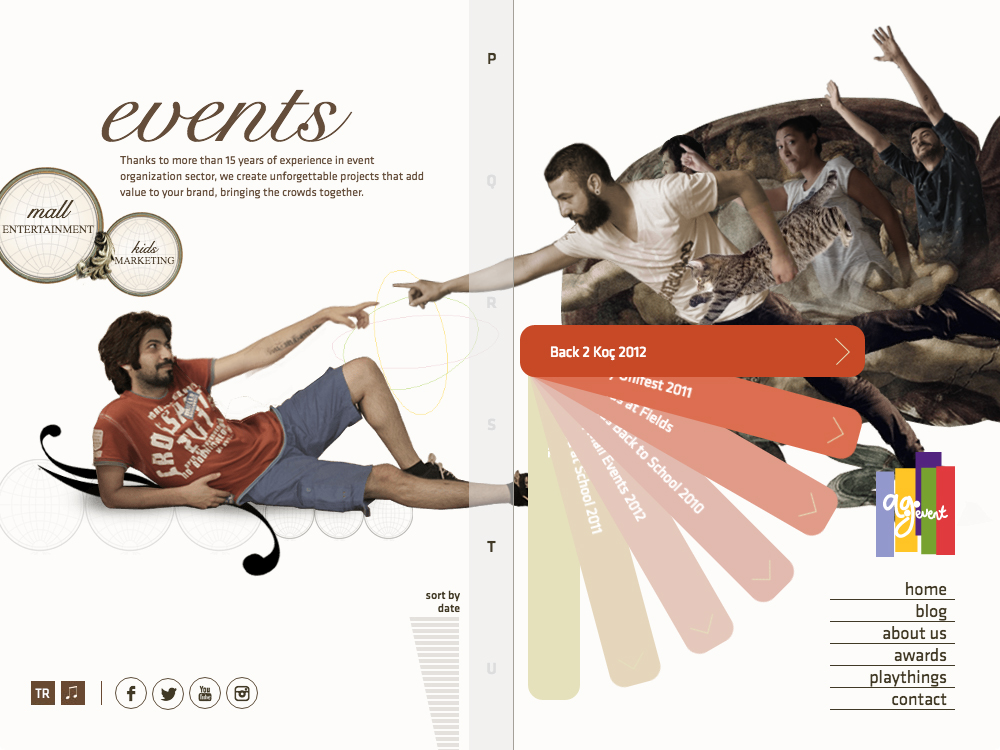 events
Thanks to more than 15 years of experience in event
organization sector, we create unforgettable projects that add
value to your brand, bringing the crowds together.
mall
ENTERTAINMENT
kids
MARKETING
P
Q
R
S
T
U
Back 2 Koç 2012
Unifest 2011
at Fields
Back to School 2010
Events 2012
at School 2011
sort by
date
TR
You
Tube
ag
event
home
blog
about us
awards
playthings
contact